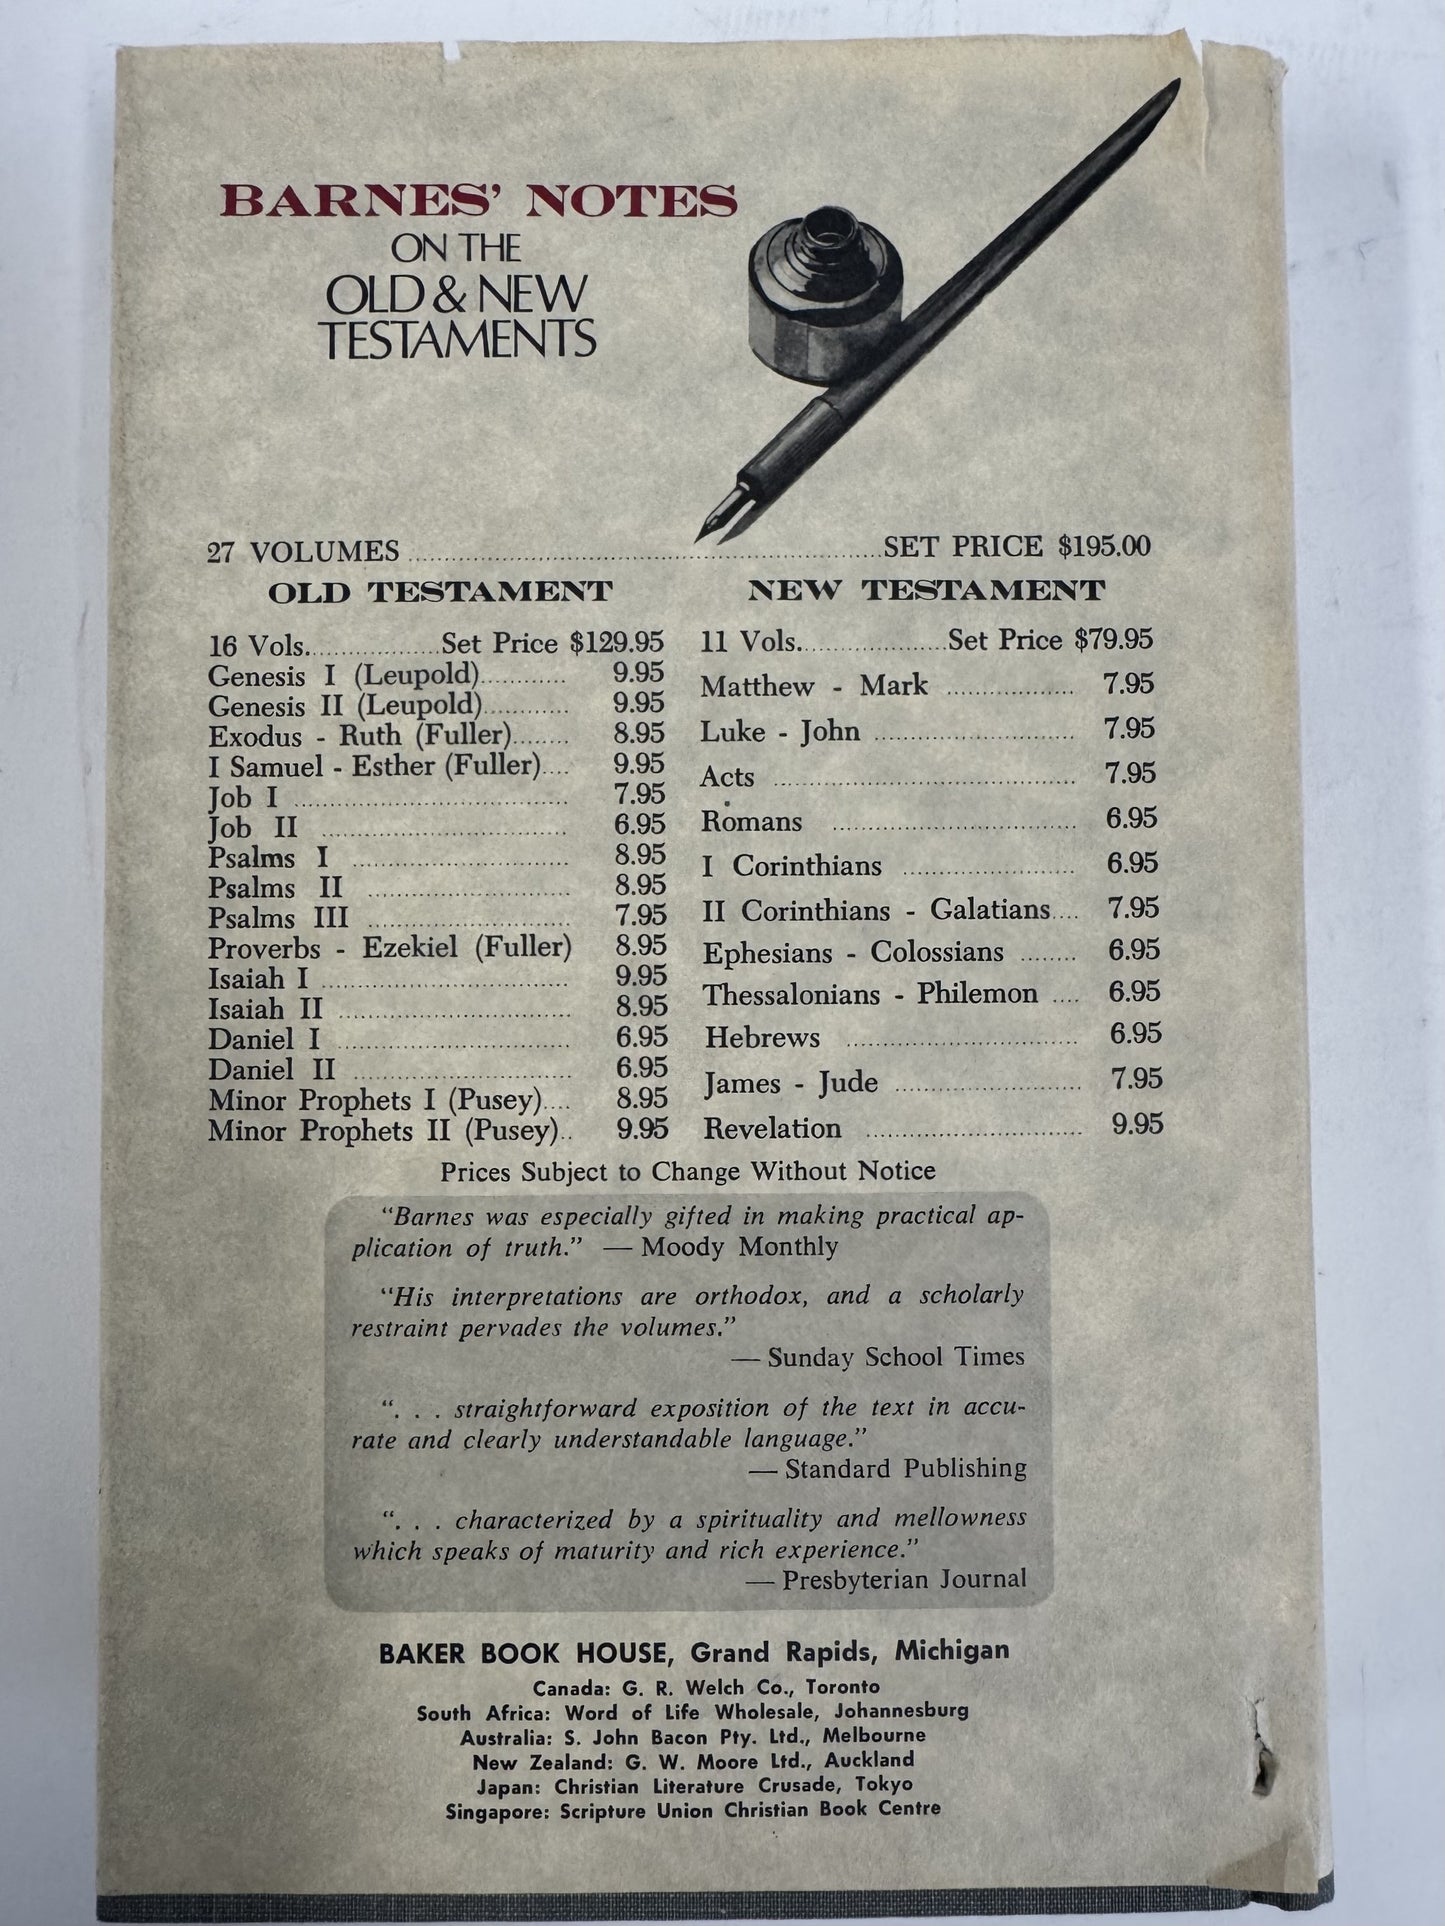 BARNES' NOTES
ON THE
OLD & NEW
TESTAMENTS
27 VOLUMES ........ SET PRICE $195.00
OLD TESTAMENT
16 Vols. ........ Set Price $129.95
Genesis I (Leupold) ........ 9.95
Genesis II (Leupold) ........ 9.95
Exodus - Ruth (Fuller) ........ 8.95
I Samuel - Esther (Fuller) .... 9.95
Job I ........ 7.95
Job II ........ 6.95
Psalms I ........ 8.95
Psalms II ........ 8.95
Psalms III ........ 7.95
Proverbs - Ezekiel (Fuller) 8.95
Isaiah I ........ 9.95
Isaiah II ........ 8.95
Daniel I ........ 6.95
Daniel II ........ 6.95
Minor Prophets I (Pusey) .... 8.95
Minor Prophets II (Pusey) .. 9.95
NEW TESTAMENT
11 Vols. ........ Set Price $79.95
Matthew - Mark ........ 7.95
Luke - John ........ 7.95
Acts ........ 7.95
Romans ........ 6.95
I Corinthians ........ 6.95
II Corinthians - Galatians .... 7.95
Ephesians - Colossians ........ 6.95
Thessalonians - Philemon .... 6.95
Hebrews ........ 6.95
James - Jude ........ 7.95
Revelation ........ 9.95
Prices Subject to Change Without Notice
"Barnes was especially gifted in making practical ap-
plication of truth." — Moody Monthly
"His interpretations are orthodox, and a scholarly
restraint pervades the volumes."
— Sunday School Times
". . . straightforward exposition of the text in accu-
rate and clearly understandable language."
— Standard Publishing
". . . characterized by a spirituality and mellowness
which speaks of maturity and rich experience."
— Presbyterian Journal
BAKER BOOK HOUSE, Grand Rapids, Michigan
Canada: G. R. Welch Co., Toronto
South Africa: Word of Life Wholesale, Johannesburg
Australia: S. John Bacon Pty. Ltd., Melbourne
New Zealand: G. W. Moore Ltd., Auckland
Japan: Christian Literature Crusade, Tokyo
Singapore: Scripture Union Christian Book Centre